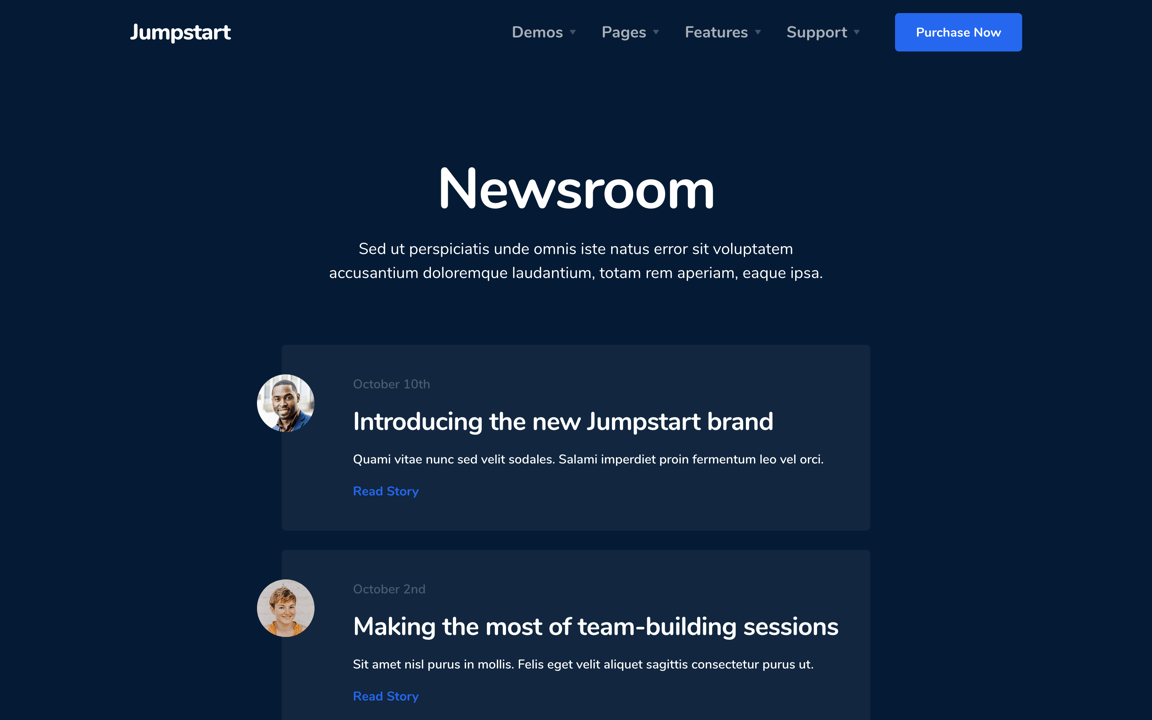 Jumpstart
Demos
Pages
Features
Support
Purchase Now
Newsroom
Sed ut perspiciatis unde omnis iste natus error sit voluptatem
accusantium doloremque laudantium, totam rem aperiam, eaque ipsa.
October 10th
Introducing the new Jumpstart brand
Quami vitae nunc sed velit sodales. Salami imperdiet proin fermentum leo vel orci.
Read Story
October 2nd
Making the most of team-building sessions
Sit amet nisl purus in mollis. Felis eget velit aliquet sagittis consectetur purus ut.
Read Story